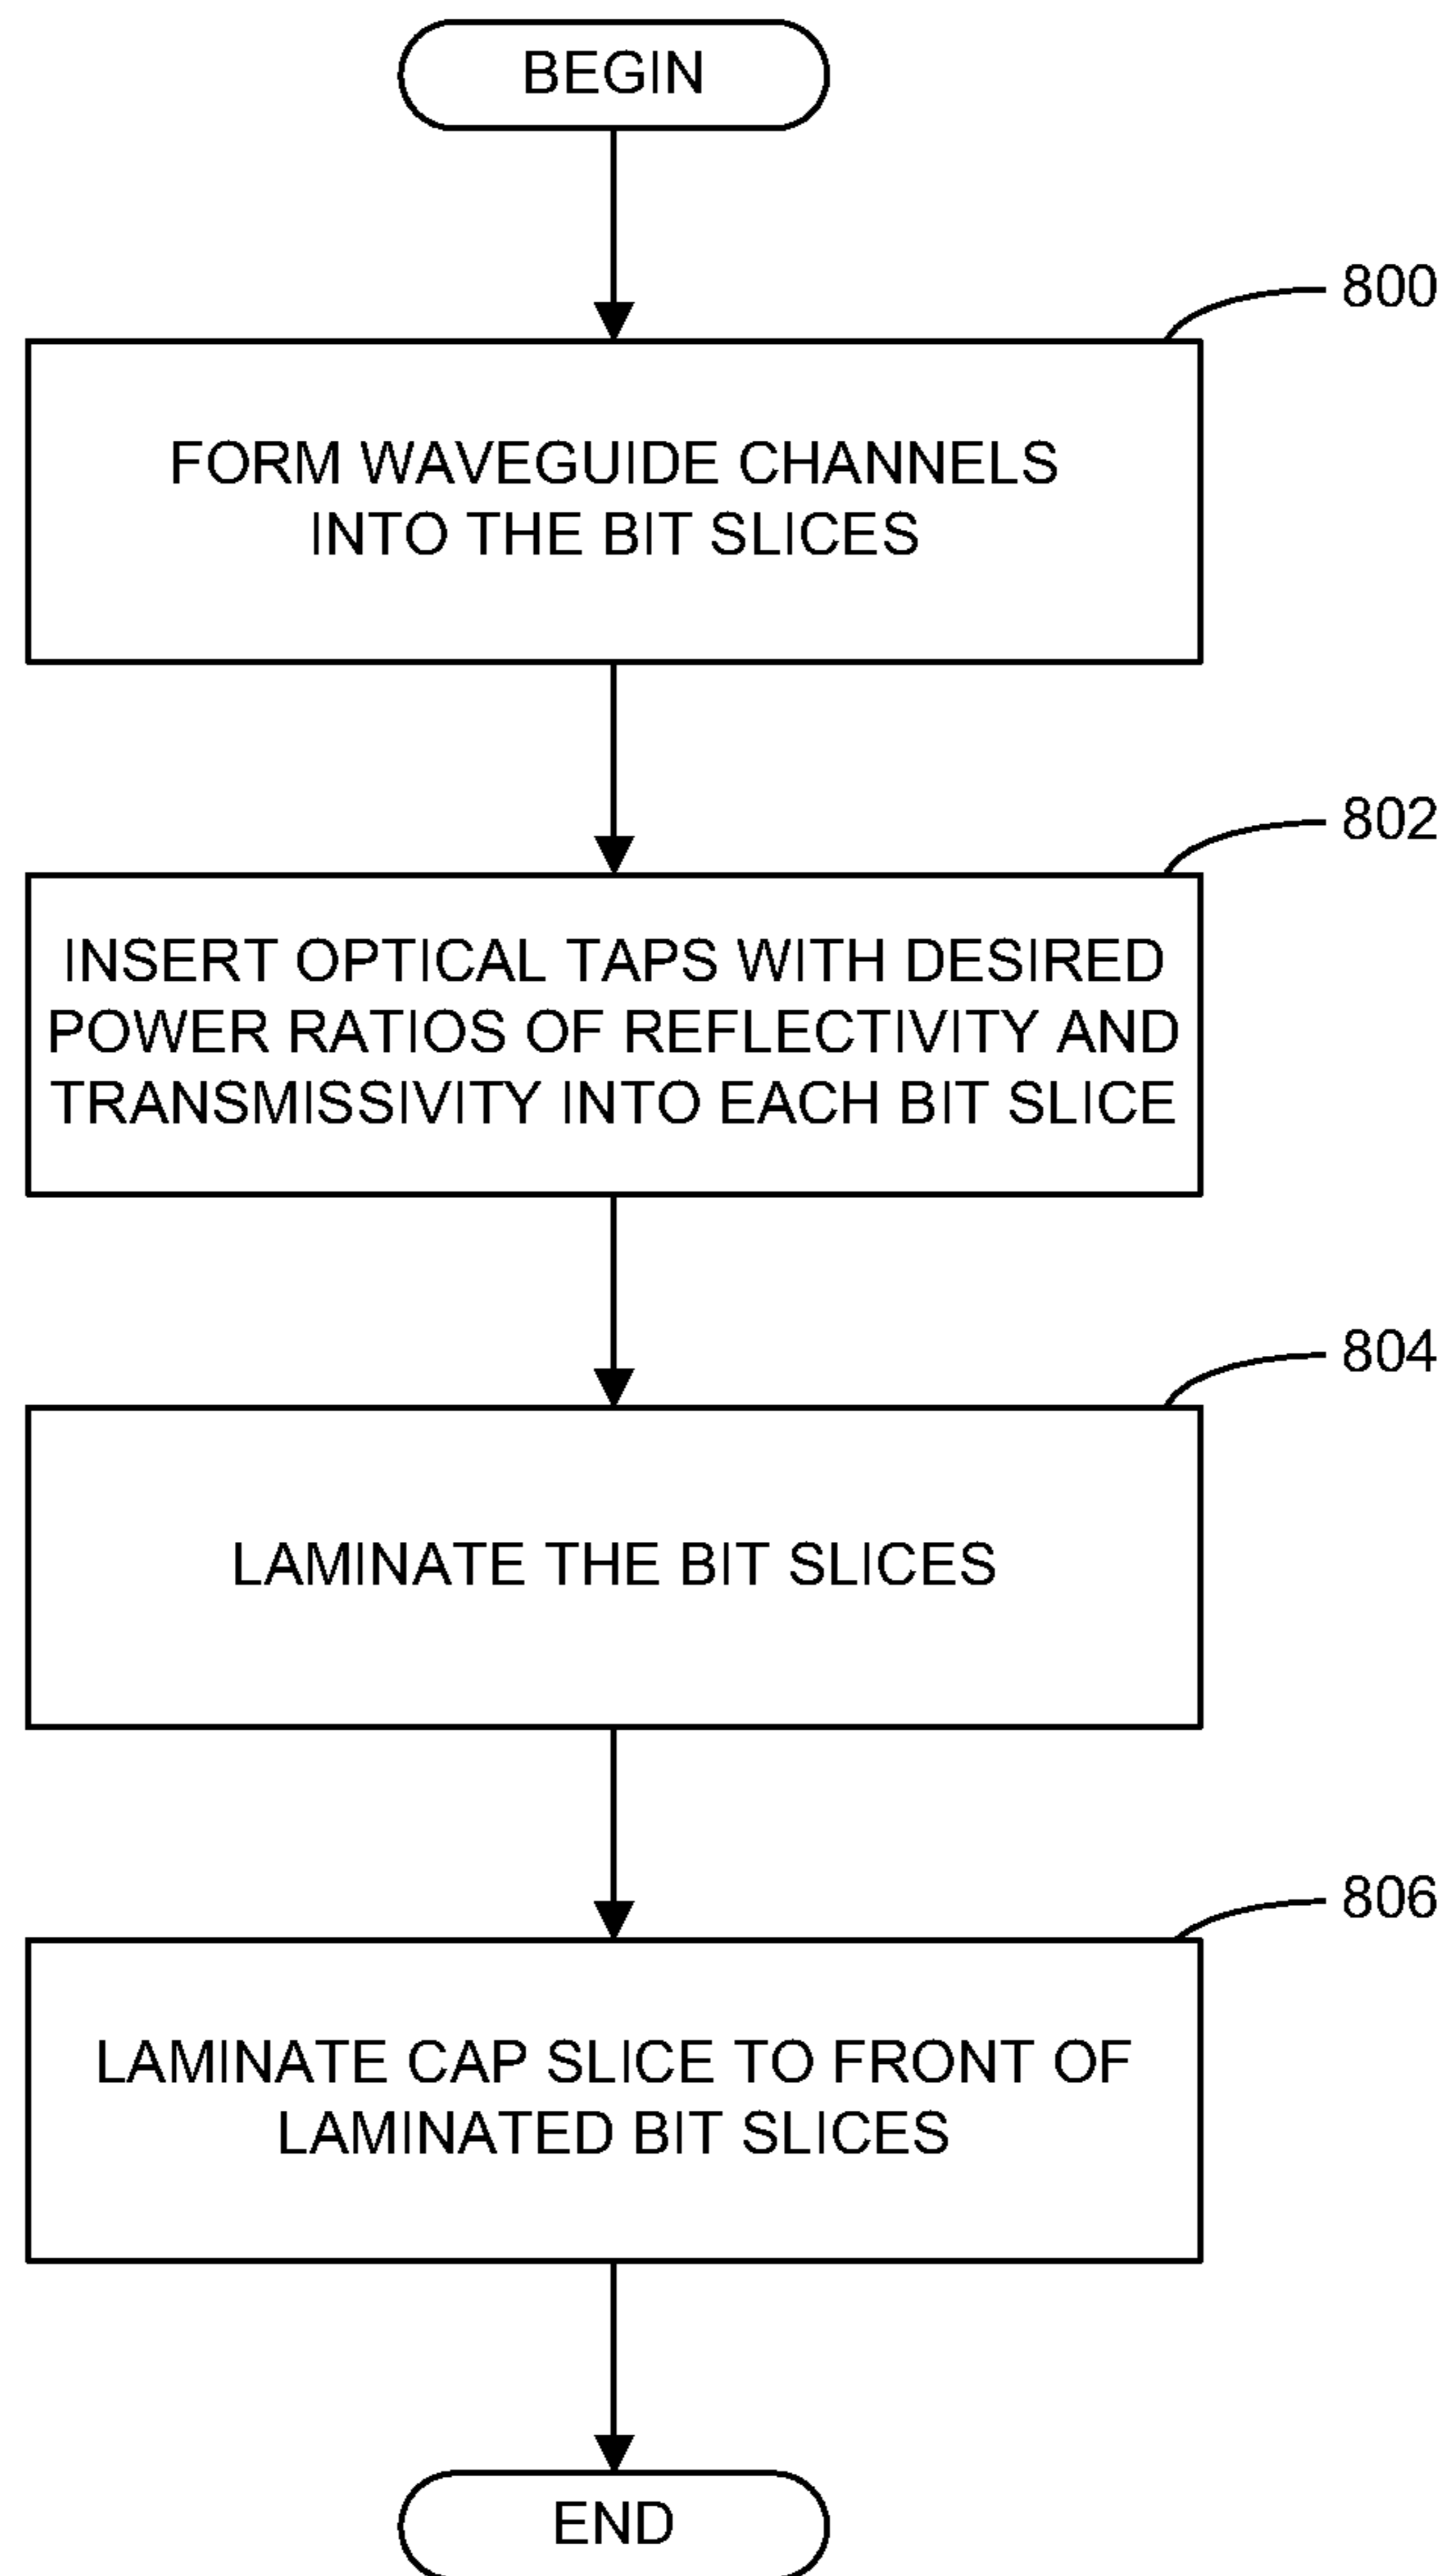 BEGIN
800
FORM WAVEGUIDE CHANNELS
INTO THE BIT SLICES
802
INSERT OPTICAL TAPS WITH DESIRED
POWER RATIOS OF REFLECTIVITY AND
TRANSMISSIVITY INTO EACH BIT SLICE
804
LAMINATE THE BIT SLICES
806
LAMINATE CAP SLICE TO FRONT OF
LAMINATED BIT SLICES
END